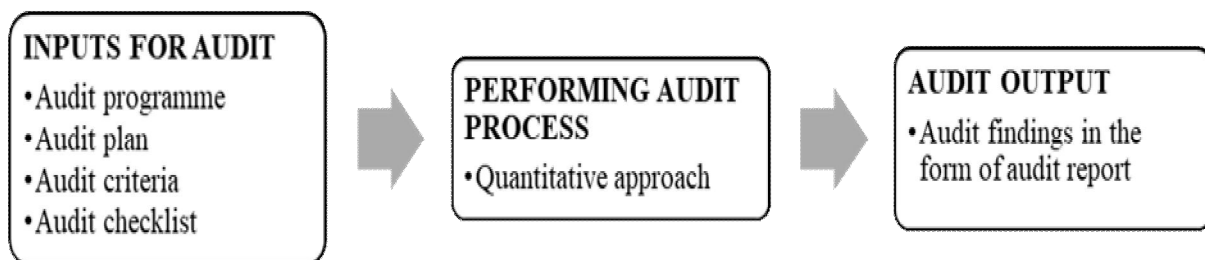 INPUTS FOR AUDIT
•Audit programme
•Audit plan
•Audit criteria
•Audit checklist
PERFORMING AUDIT
PROCESS
•Quantitative approach
AUDIT OUTPUT
•Audit findings in the
form of audit report